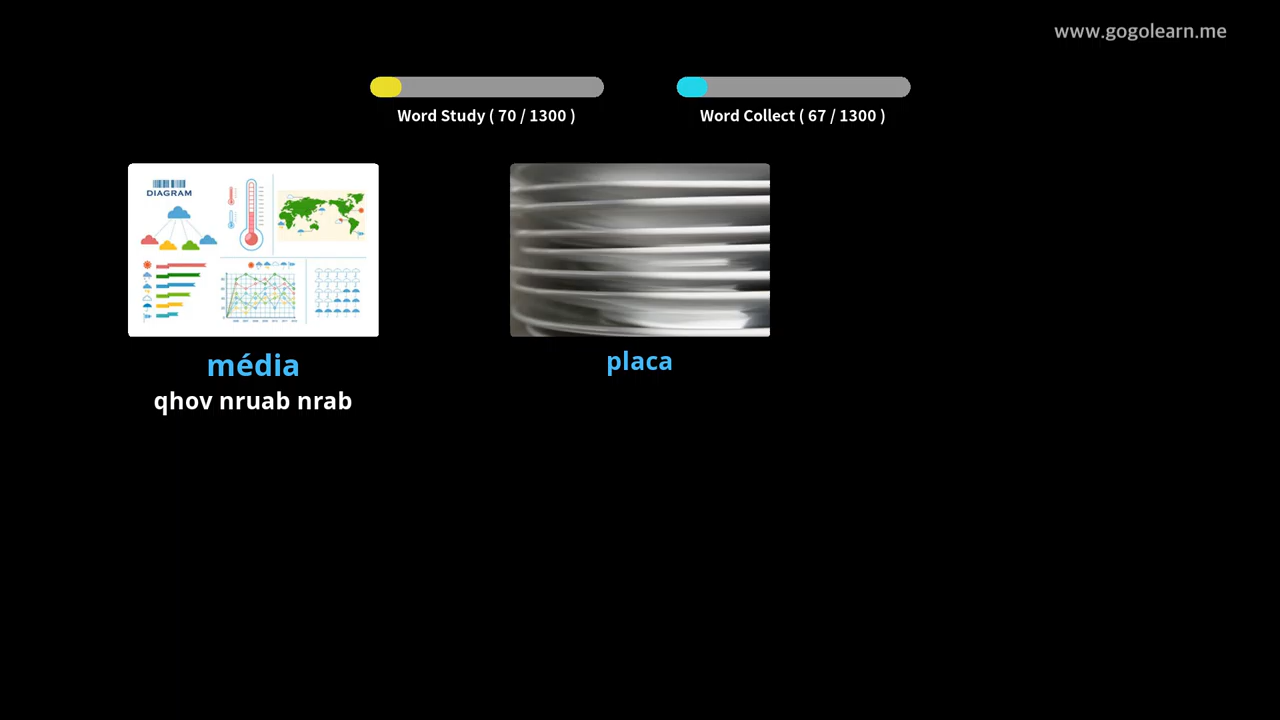 www.gogolearn.me
Word Study ( 70 / 1300 )
Word Collect ( 67 / 1300 )
DIAGRAM
média
qhov nruab nrab
placa